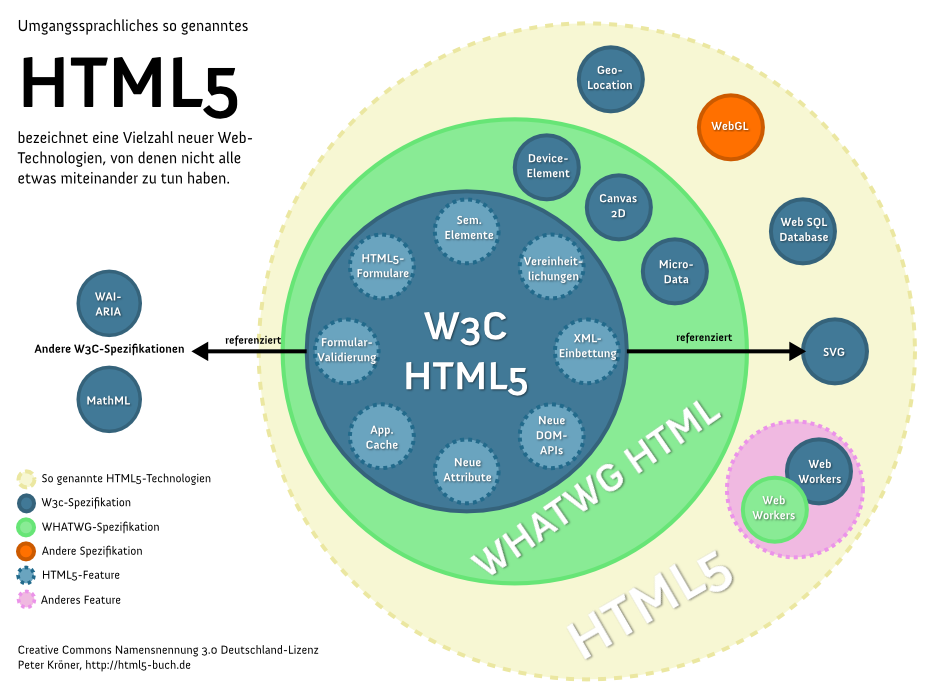 Umgangssprachliches so genanntes
HTML5
bezeichnet eine Vielzahl neuer Web-
Technologien, von denen nicht alle
etwas miteinander zu tun haben.
Geo-
Location
WebGL
Device-
Element
Canvas
2D
Web SQL
Database
Micro-
Data
Sem.
Elemente
HTML5-
Formulare
Vereinheit-
lichungen
Formular-
Validierung
XML-
Einbettung
W3C
HTML5
App.
Cache
Neue
DOM-
APIs
Neue
Attribute
WAI-
ARIA
referenziert
Andere W3C-Spezifikationen
MathML
referenziert
SVG
Web
Workers
Web
Workers
WHATWG HTML
HTML5
So genannte HTML5-Technologien
W3c-Spezifikation
WHATWG-Spezifikation
Andere Spezifikation
HTML5-Feature
Anderes Feature
Creative Commons Namensnennung 3.0 Deutschland-Lizenz
Peter Kröner, http://html5-buch.de